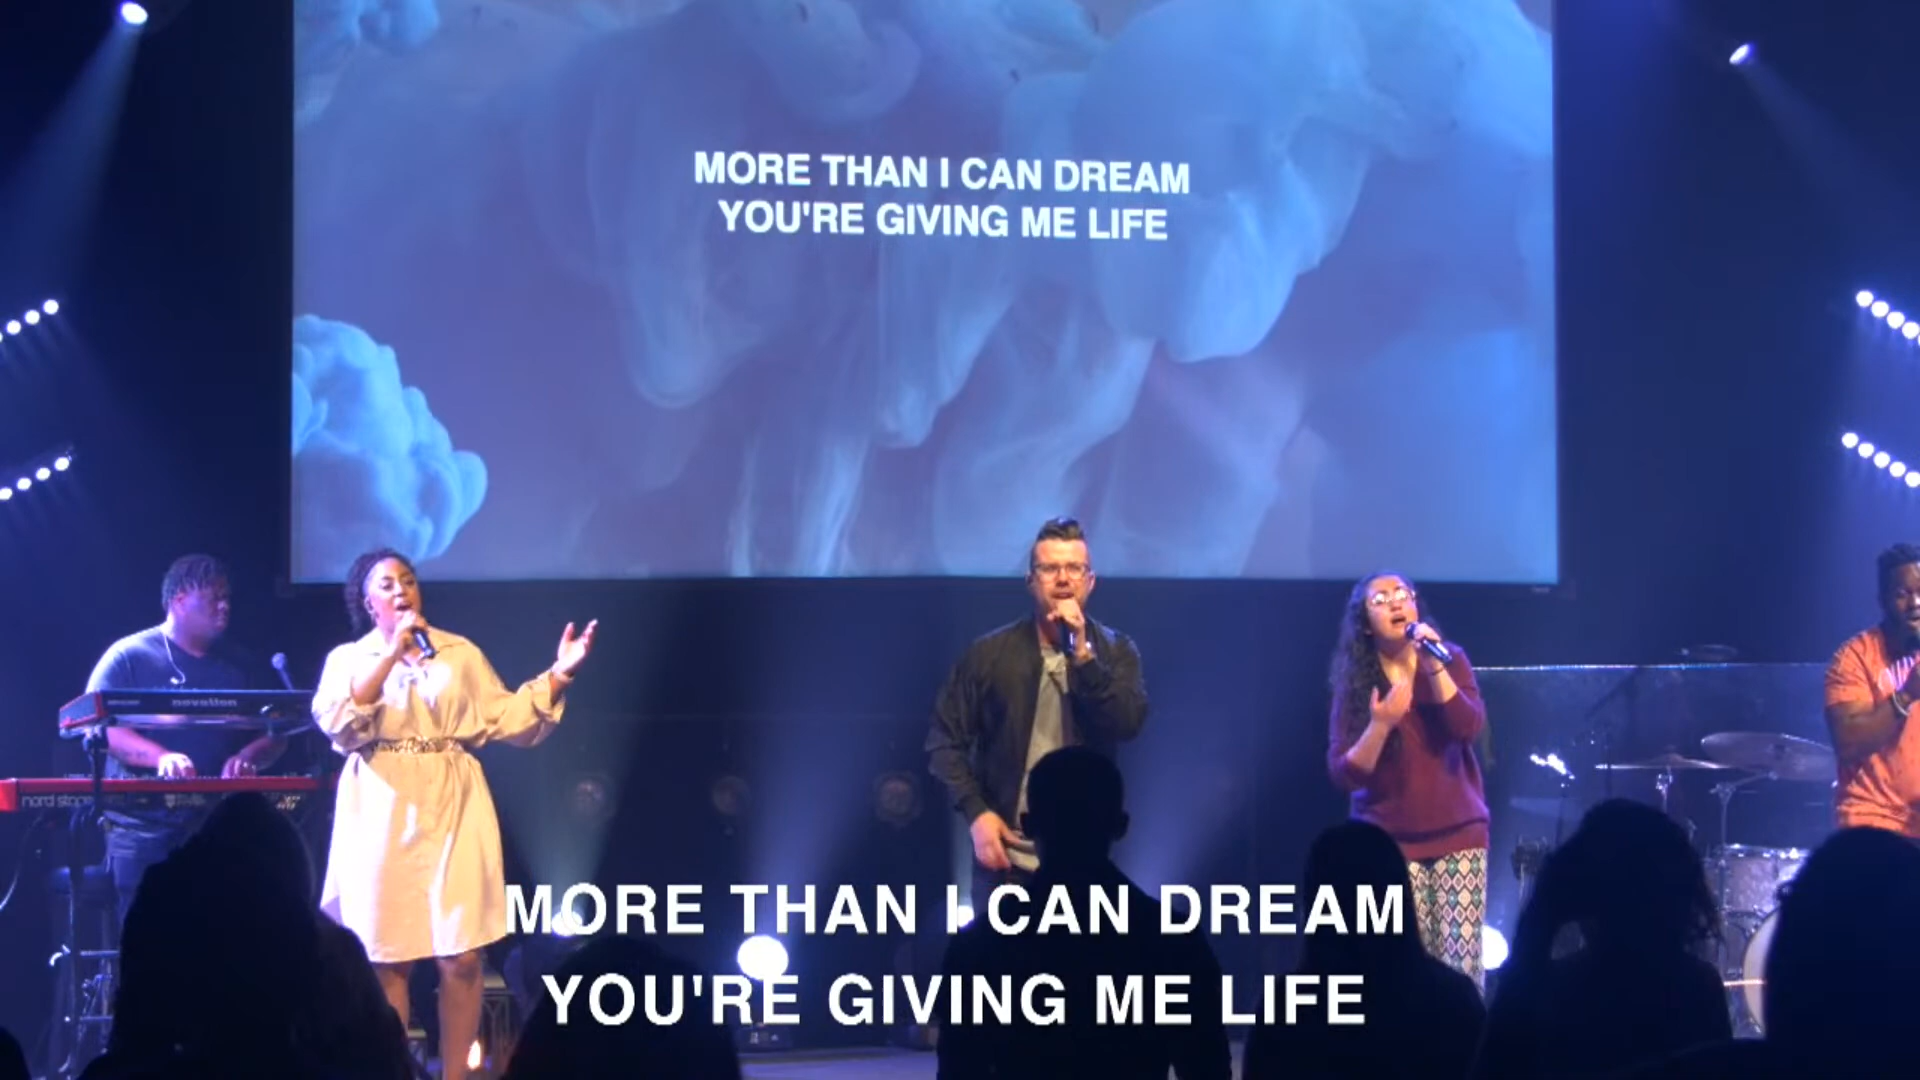 MORE THAN I CAN DREAM
YOU'RE GIVING ME LIFE
novation
nord stage
MORE THAN I CAN DREAM
YOU'RE GIVING ME LIFE